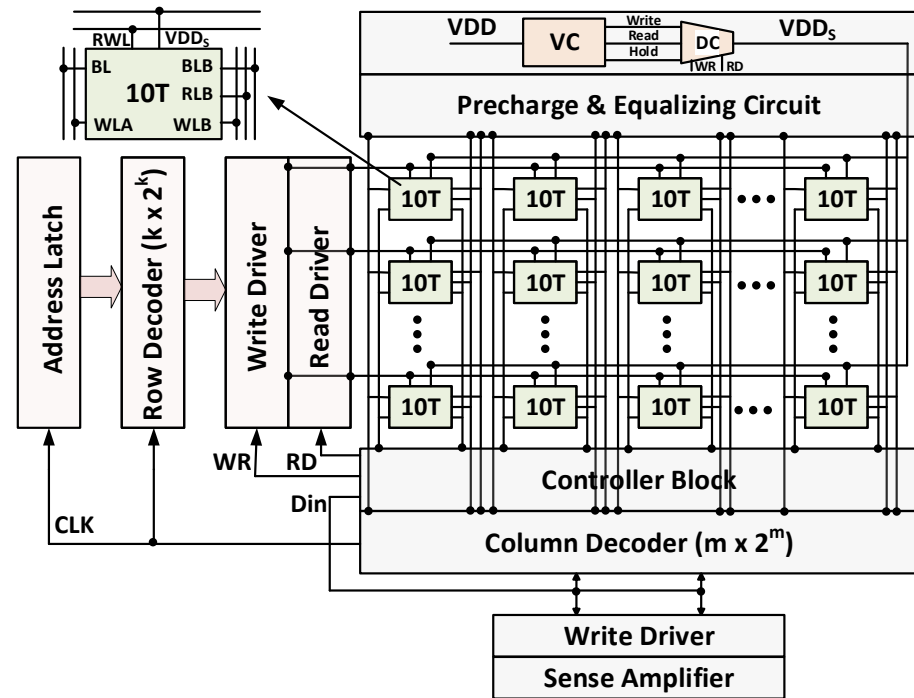 RWL VDDS
BL BLB
10T RLB
WLA WLB
VDD VC Write Read Hold DC WR RD VDDS
Precharge & Equalizing Circuit
Address Latch
Row Decoder (k x 2^k)
Write Driver
Read Driver
10T 10T 10T ••• 10T
10T 10T 10T ••• 10T
10T 10T 10T ••• 10T
WR RD
Din
CLK
Controller Block
Column Decoder (m x 2^m)
Write Driver
Sense Amplifier